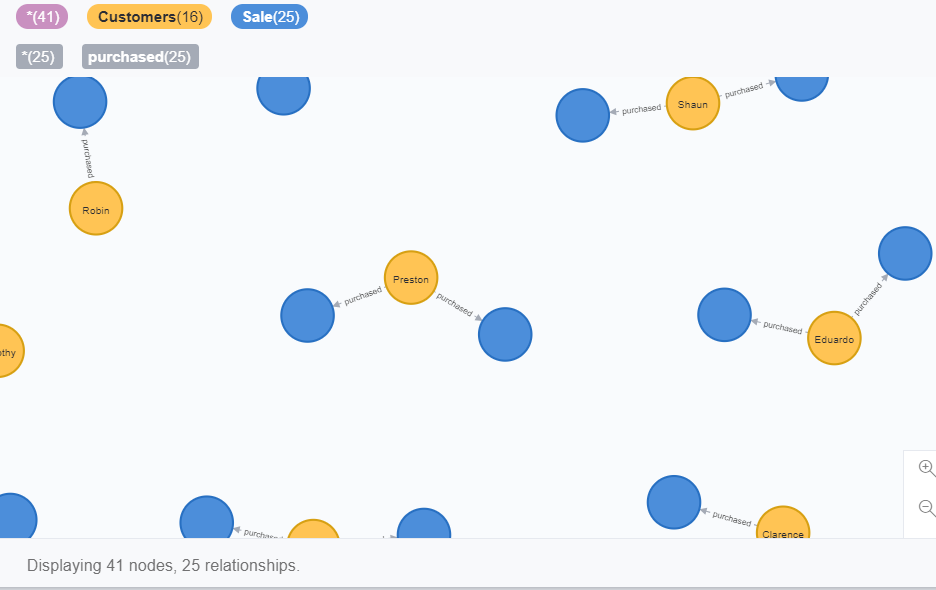 *(41) Customers(16) Sale(25)
*(25) purchased(25)
purchased Shaun purchased
purchased
Robin
Preston
purchased purchased
purchased
purchased
Eduardo
thy
purchased
purchased
Clarence
Displaying 41 nodes, 25 relationships.